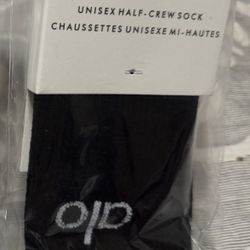 UNISEX HALF-CREW SOCK
CHAUSSETTES UNISEXE MI-HAUTES
alo